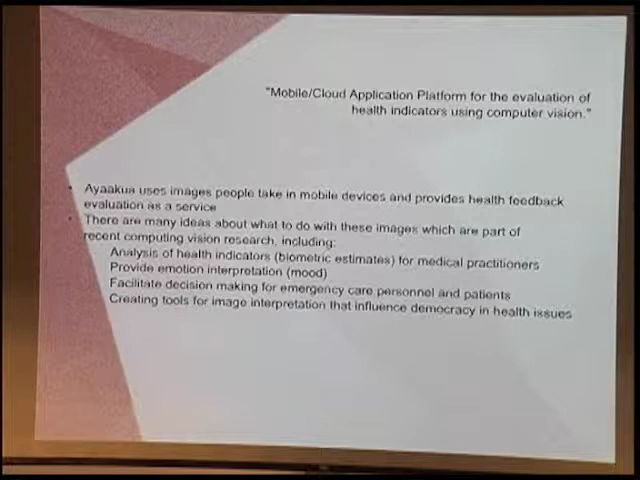 "Mobile/Cloud Application Platform for the evaluation of
health indicators using computer vision."
• Ayaakua uses images people take in mobile devices and provides health feedback
evaluation as a service
• There are many ideas about what to do with these images which are part of
recent computing vision research, including:
Analysis of health indicators (biometric estimates) for medical practitioners
Provide emotion interpretation (mood)
Facilitate decision making for emergency care personnel and patients
Creating tools for image interpretation that influence democracy in health issues